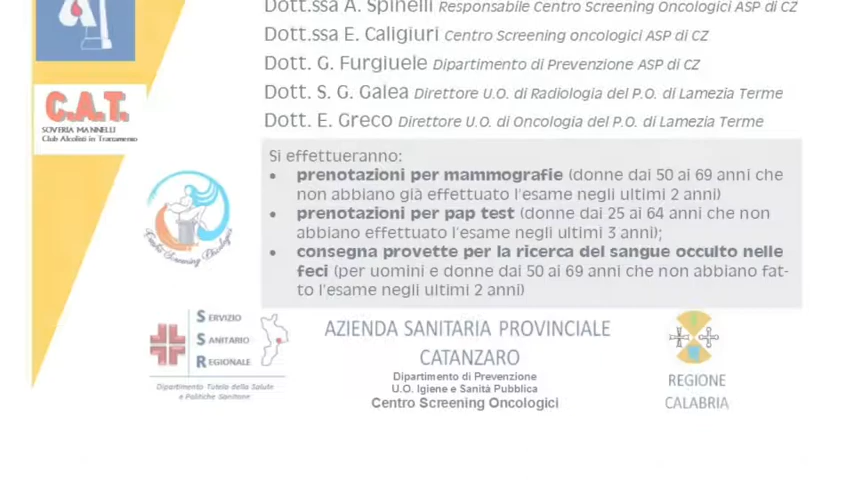 Dott.ssa A. Spinelli Responsabile Centro Screening Oncologici ASP di CZ
Dott.ssa E. Caligiuri Centro Screening oncologici ASP di CZ
Dott. G. Furgiuele Dipartimento di Prevenzione ASP di CZ
Dott. S. G. Galea Direttore U.O. di Radiologia del P.O. di Lamezia Terme
Dott. E. Greco Direttore U.O. di Oncologia del P.O. di Lamezia Terme
C.A.T.
SOVERIA MANNELLI
Club Alcolisti in Trattamento
Si effettueranno:
• prenotazioni per mammografie (donne dai 50 ai 69 anni che
non abbiano già effettuato l'esame negli ultimi 2 anni)
• prenotazioni per pap test (donne dai 25 ai 64 anni che non
abbiano effettuato l'esame negli ultimi 3 anni);
• consegna provette per la ricerca del sangue occulto nelle
feci (per uomini e donne dai 50 ai 69 anni che non abbiano fat-
to l'esame negli ultimi 2 anni)
Centro Screening Oncologici
SERVIZIO
SANITARIO
REGIONALE
Dipartimento Tutela della Salute
e Politiche Sanitarie
AZIENDA SANITARIA PROVINCIALE
CATANZARO
Dipartimento di Prevenzione
U.O. Igiene e Sanità Pubblica
Centro Screening Oncologici
REGIONE
CALABRIA